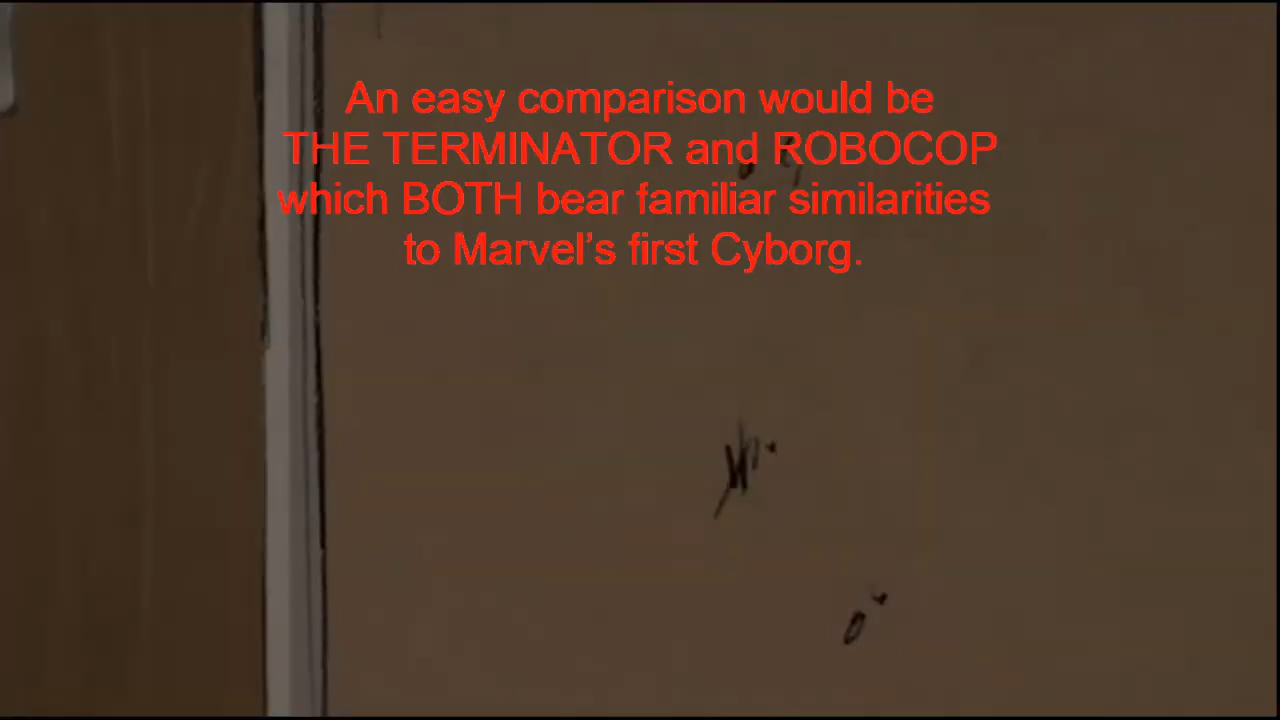 An easy comparison would be
THE TERMINATOR and ROBOCOP
which BOTH bear familiar similarities
to Marvel’s first Cyborg.